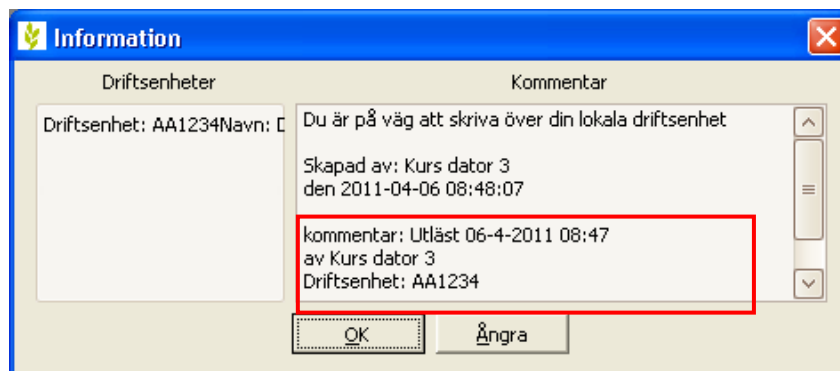 Information
Driftsenheter
Kommentar
Driftsenhet: AA1234Navn: D
Du är på väg att skriva över din lokala driftsenhet
Skapad av: Kurs dator 3
den 2011-04-06 08:48:07
kommentar: Utläst 06-4-2011 08:47
av Kurs dator 3
Driftsenhet: AA1234
OK
Ångra